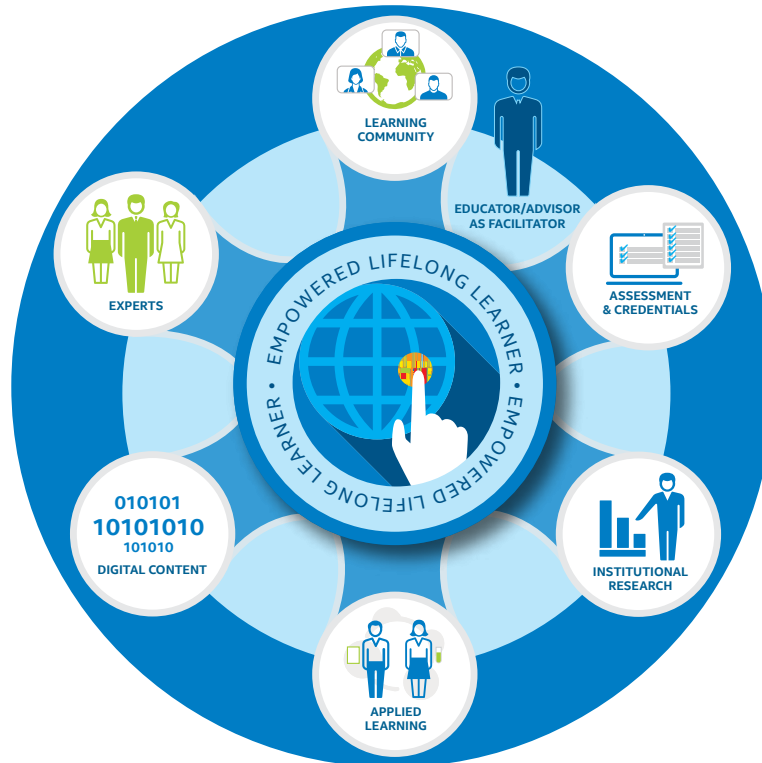 LEARNING
COMMUNITY
EDUCATOR/ADVISOR
AS FACILITATOR
EXPERTS
ASSESSMENT
& CREDENTIALS
EMPOWERED LIFELONG LEARNER •
EMPOWERED LIFELONG LEARNER •
010101
10101010
101010
DIGITAL CONTENT
INSTITUTIONAL
RESEARCH
APPLIED
LEARNING